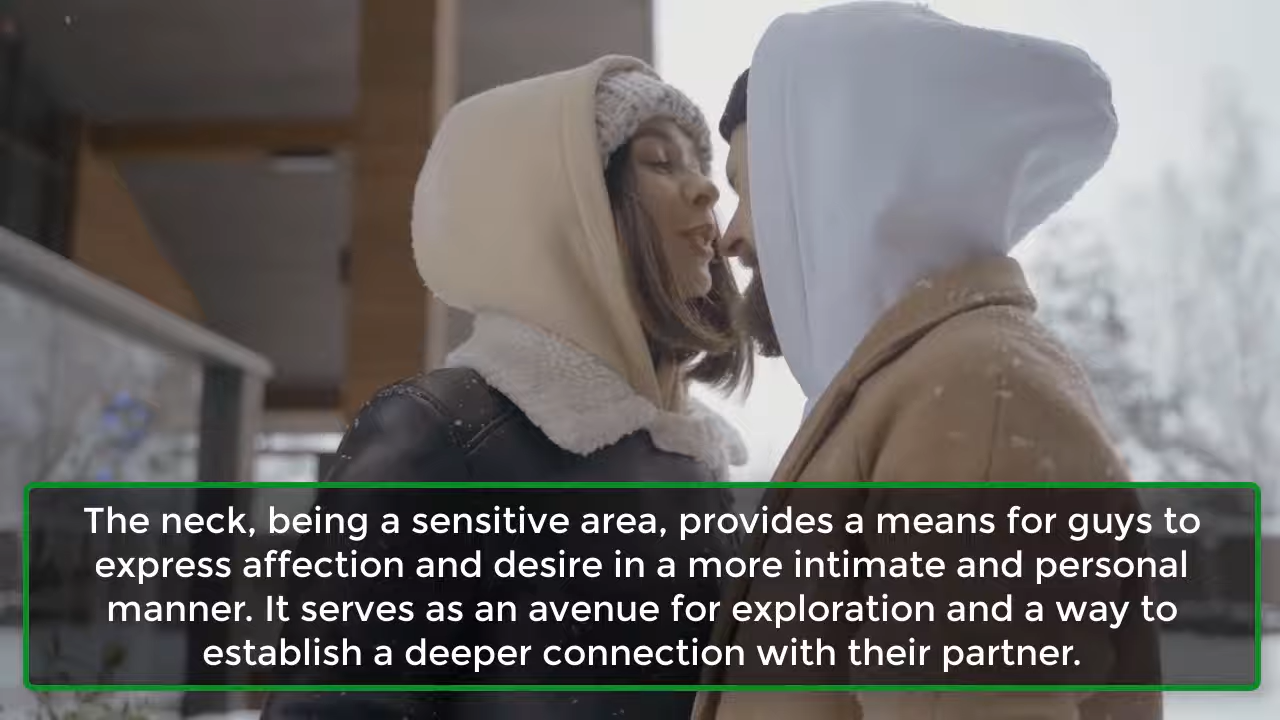 The neck, being a sensitive area, provides a means for guys to
express affection and desire in a more intimate and personal
manner. It serves as an avenue for exploration and a way to
establish a deeper connection with their partner.